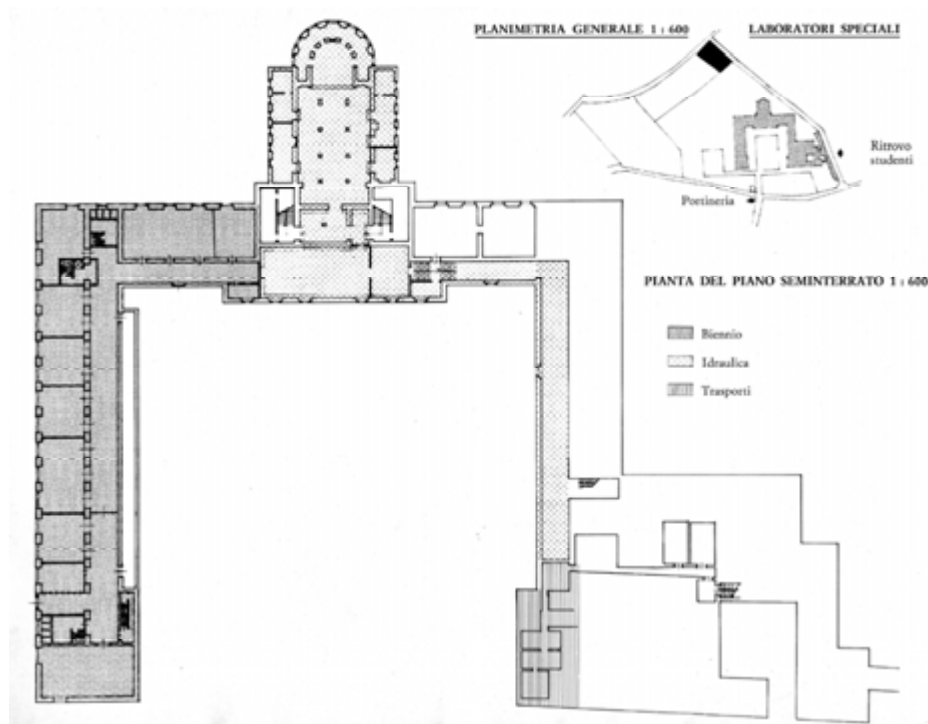 PLANIMETRIA GENERALE 1 : 600
LABORATORI SPECIALI
Ritrovo
studenti
Portineria
PIANTA DEL PIANO SEMINTERRATO 1 : 600
Biennio
Idraulica
Trasporti